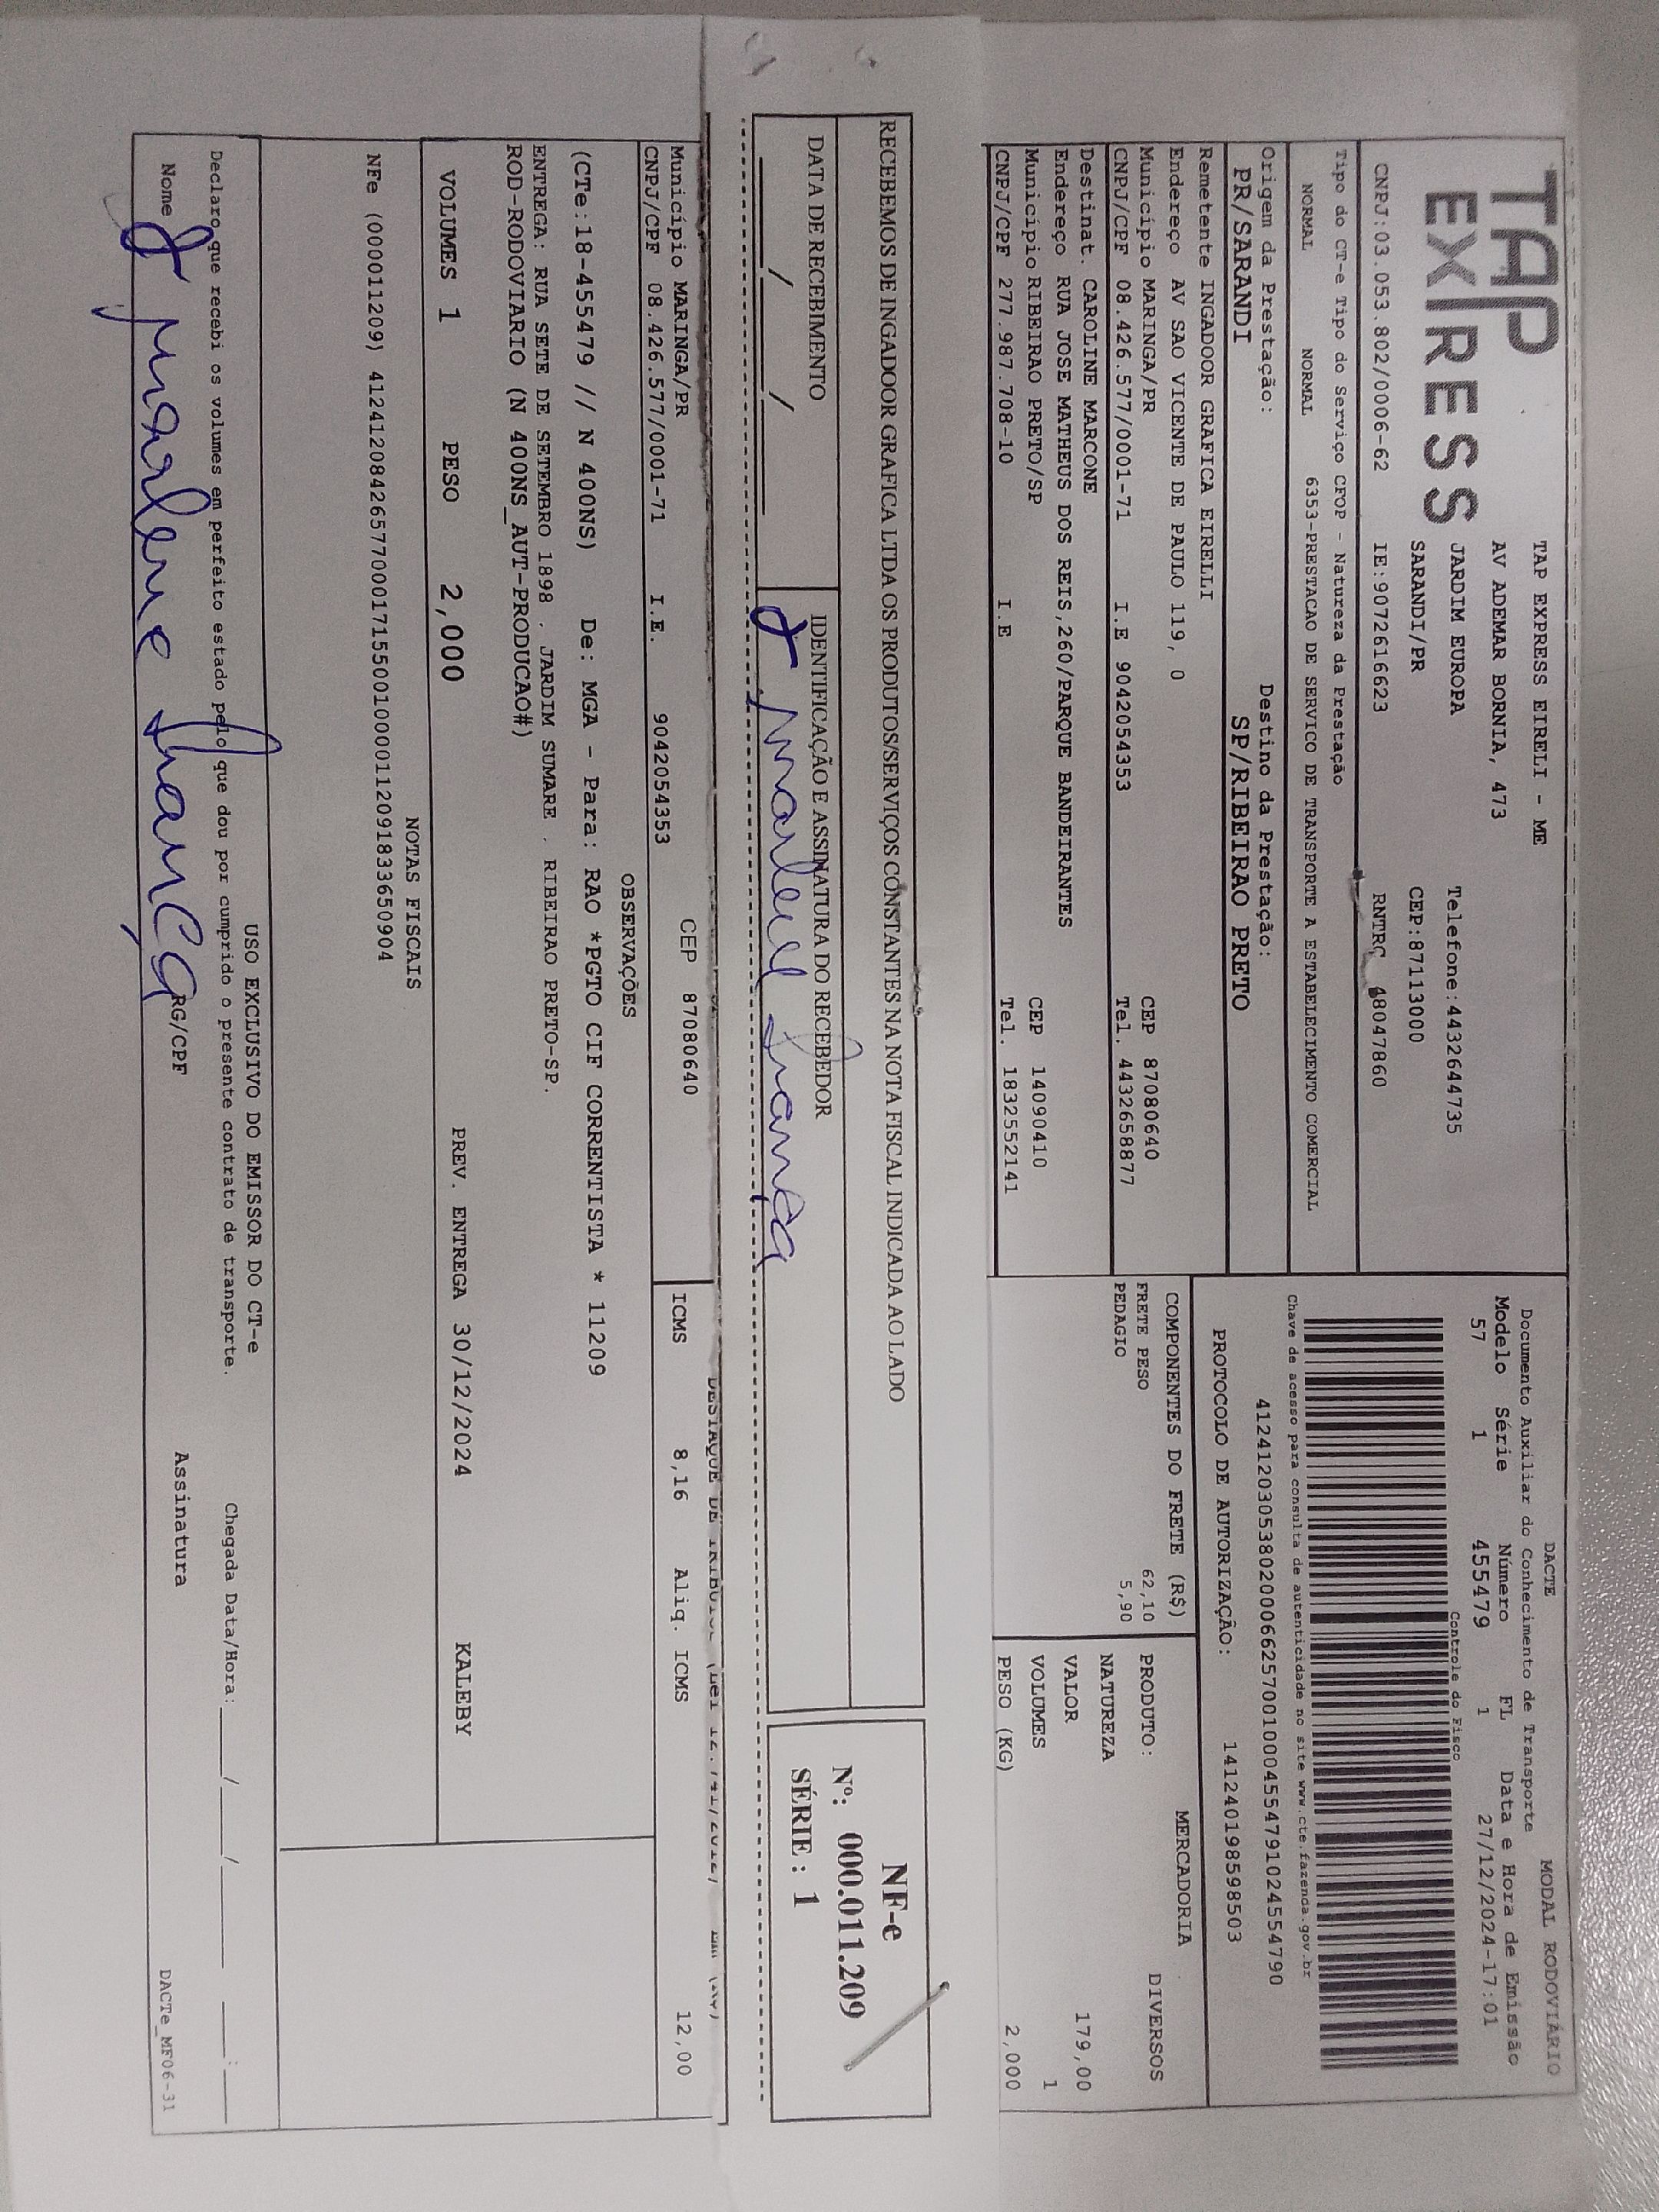 TAP
EXPRESS
TAP EXPRESS EIRELI - ME
AV ADEMAR BORNIA, 473
JARDIM EUROPA
Telefone:4432644735
SARANDI/PR
CEP:87113000
CNPJ:03.053.802/0006-62 IE:9072616623 RNTRC 48047860
DACTE MODAL RODOVIÁRIO
Documento Auxiliar do Conhecimento de Transporte
Modelo Série Número FL Data e Hora de Emissão
57 1 455479 1 27/12/2024-17:01
Controle do Fisco
Chave de acesso para consulta de autenticidade no site www.cte.fazenda.gov.br
41241203053802000662570010004554791024554790
PROTOCOLO DE AUTORIZAÇÃO: 141240198598503
Tipo do CT-e Tipo do Serviço CFOP - Natureza da Prestação
NORMAL NORMAL 6353-PRESTACAO DE SERVICO DE TRANSPORTE A ESTABELECIMENTO COMERCIAL
Origem da Prestação: Destino da Prestação:
PR/SARANDI SP/RIBEIRAO PRETO
Remetente INGADOOR GRAFICA EIRELLI
Endereço AV SAO VICENTE DE PAULO 119, 0
Município MARINGA/PR CEP 87080640
CNPJ/CPF 08.426.577/0001-71 I.E 9042054353 Tel. 4432658877
Destinat. CAROLINE MARCONE
Endereço RUA JOSE MATHEUS DOS REIS,260/PARQUE BANDEIRANTES
Município RIBEIRAO PRETO/SP CEP 14090410
CNPJ/CPF 277.987.708-10 I.E Tel. 1832552141
COMPONENTES DO FRETE (R$)
FRETE PESO 62,10
PEDAGIO 5,90
MERCADORIA
PRODUTO: DIVERSOS
NATUREZA
VALOR 179,00
VOLUMES 1
PESO (KG) 2,000
RECEBEMOS DE INGADOOR GRAFICA LTDA OS PRODUTOS/SERVIÇOS CONSTANTES NA NOTA FISCAL INDICADA AO LADO
DATA DE RECEBIMENTO IDENTIFICAÇÃO E ASSINATURA DO RECEBEDOR
/ /
NF-e
Nº: 000.011.209
SÉRIE : 1
DESTAQUE DE TRIBUTOS (Lei 12.741/2012)
Município MARINGA/PR CEP 87080640
CNPJ/CPF 08.426.577/0001-71 I.E. 9042054353
ICMS 8,16 Aliq. ICMS 12,00
OBSERVAÇÕES
(CTe:18-455479 // N 400NS) De: MGA - Para: RAO *PGTO CIF CORRENTISTA * 11209
ENTREGA: RUA SETE DE SETEMBRO 1898 . JARDIM SUMARE . RIBEIRAO PRETO-SP.
ROD-RODOVIARIO (N 400NS_AUT-PRODUCAO#)
VOLUMES 1 PESO 2,000 PREV. ENTREGA 30/12/2024 KALEBY
NOTAS FISCAIS
NFe (000011209) 41241208426577000171550010000112091833650904
USO EXCLUSIVO DO EMISSOR DO CT-e
Declaro que recebi os volumes em perfeito estado pelo que dou por cumprido o presente contrato de transporte. Chegada Data/Hora: ___/___/___ __:__
Nome Marlene RG/CPF Assinatura
DACTe_MF06-31